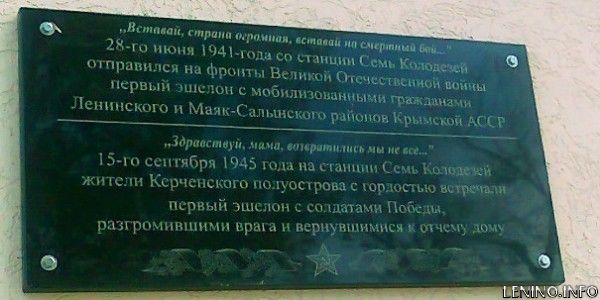 „Вставай, страна огромная, вставай на смертный бой..."
28-го июня 1941-года со станции Семь Колодезей
отправился на фронты Великой Отечественной войны
первый эшелон с мобилизованными гражданами
Ленинского и Маяк-Салынского районов Крымской АССР
„Здравствуй, мама, возвратились мы не все..."
15-го сентября 1945 года на станции Семь Колодезей
жители Керченского полуострова с гордостью встречали
первый эшелон с солдатами Победы,
разгромившими врага и вернувшимися к отчему дому
LENINO.INFO